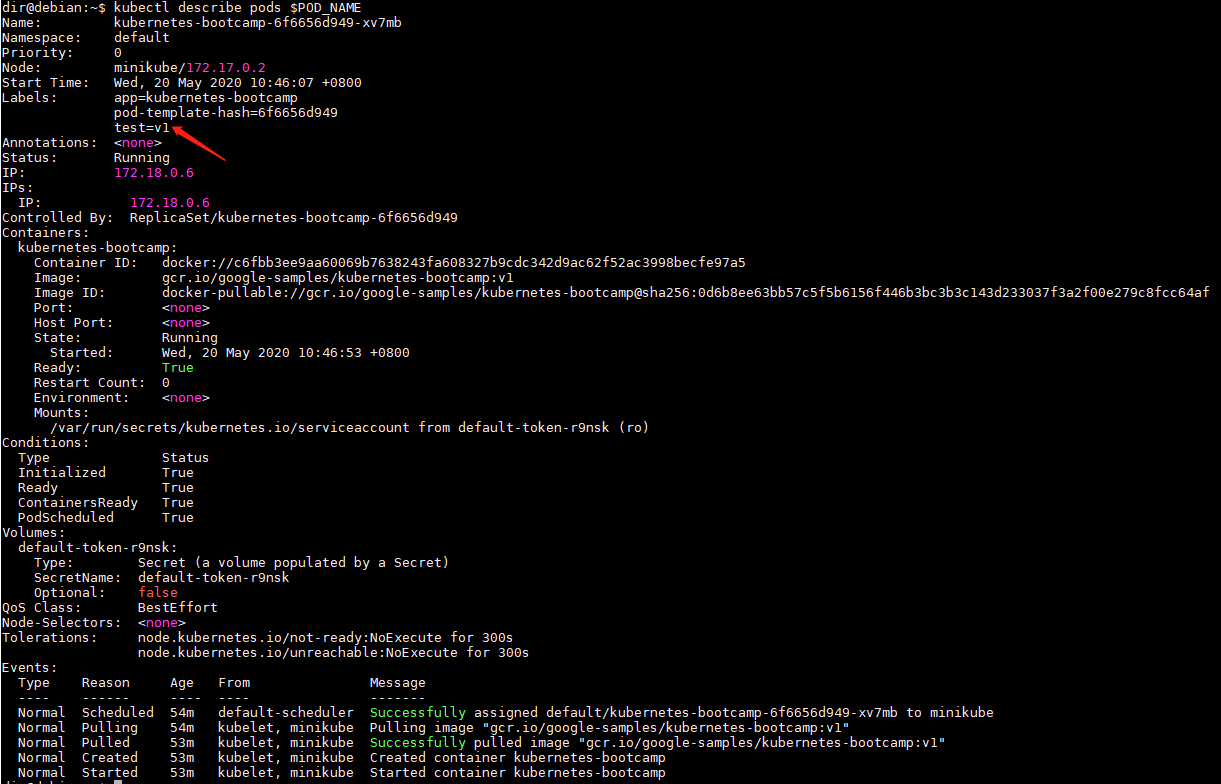 dir@debian:~$ kubectl describe pods $POD_NAME
Name:         kubernetes-bootcamp-6f6656d949-xv7mb
Namespace:    default
Priority:     0
Node:         minikube/172.17.0.2
Start Time:   Wed, 20 May 2020 10:46:07 +0800
Labels:       app=kubernetes-bootcamp
              pod-template-hash=6f6656d949
              test=v1
Annotations:  <none>
Status:       Running
IP:           172.18.0.6
IPs:
  IP:           172.18.0.6
Controlled By:  ReplicaSet/kubernetes-bootcamp-6f6656d949
Containers:
  kubernetes-bootcamp:
    Container ID:   docker://c6fbb3ee9aa60069b7638243fa608327b9cdc342d9ac62f52ac3998becfe97a5
    Image:          gcr.io/google-samples/kubernetes-bootcamp:v1
    Image ID:       docker-pullable://gcr.io/google-samples/kubernetes-bootcamp@sha256:0d6b8ee63bb57c5f5b6156f446b3bc3b3c143d233037f3a2f00e279c8fcc64af
    Port:           <none>
    Host Port:      <none>
    State:          Running
      Started:      Wed, 20 May 2020 10:46:53 +0800
    Ready:          True
    Restart Count:  0
    Environment:    <none>
    Mounts:
      /var/run/secrets/kubernetes.io/serviceaccount from default-token-r9nsk (ro)
Conditions:
  Type              Status
  Initialized       True
  Ready             True
  ContainersReady   True
  PodScheduled      True
Volumes:
  default-token-r9nsk:
    Type:        Secret (a volume populated by a Secret)
    SecretName:  default-token-r9nsk
    Optional:    false
QoS Class:       BestEffort
Node-Selectors:  <none>
Tolerations:     node.kubernetes.io/not-ready:NoExecute for 300s
                 node.kubernetes.io/unreachable:NoExecute for 300s
Events:
  Type    Reason     Age   From               Message
  ----    ------     ----  ----               -------
  Normal  Scheduled  54m   default-scheduler  Successfully assigned default/kubernetes-bootcamp-6f6656d949-xv7mb to minikube
  Normal  Pulling    54m   kubelet, minikube  Pulling image "gcr.io/google-samples/kubernetes-bootcamp:v1"
  Normal  Pulled     53m   kubelet, minikube  Successfully pulled image "gcr.io/google-samples/kubernetes-bootcamp:v1"
  Normal  Created    53m   kubelet, minikube  Created container kubernetes-bootcamp
  Normal  Started    53m   kubelet, minikube  Started container kubernetes-bootcamp